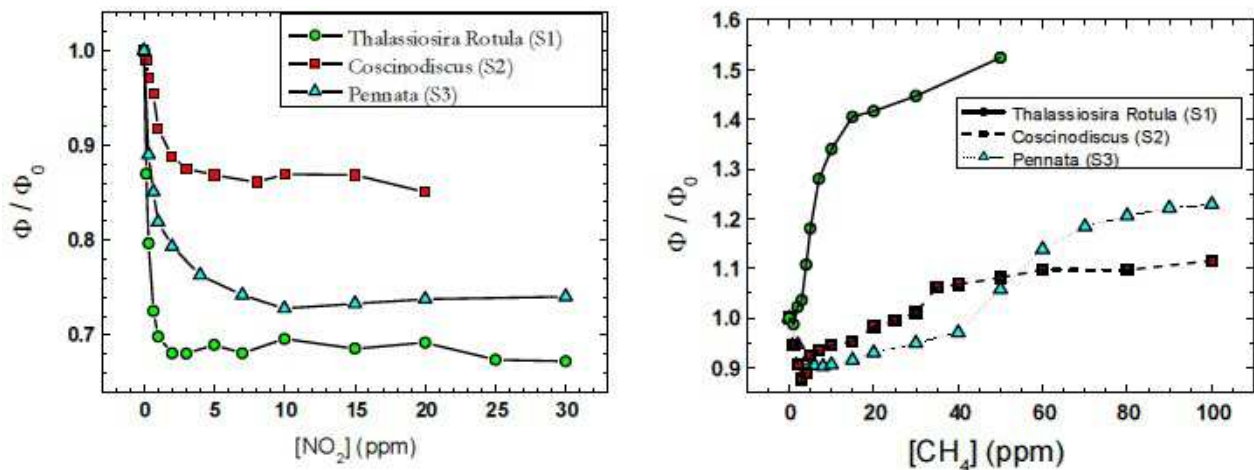 Thalassiosira Rotula (S1)
Coscinodiscus (S2)
Pennata (S3)
1.0
0.9
0.8
0.7
Φ / Φ0
0 5 10 15 20 25 30
[NO2] (ppm)
1.6
1.5
1.4
1.3
1.2
1.1
1.0
0.9
Φ / Φ0
Thalassiosira Rotula (S1)
Coscinodiscus (S2)
Pennata (S3)
0 20 40 60 80 100
[CH4] (ppm)